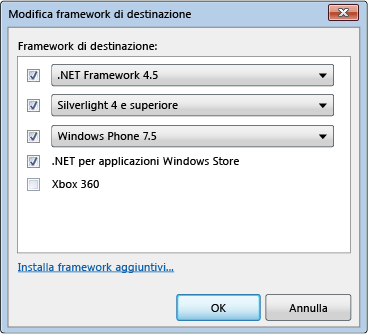 Modifica framework di destinazione
Framework di destinazione:
.NET Framework 4.5
Silverlight 4 e superiore
Windows Phone 7.5
.NET per applicazioni Windows Store
Xbox 360
Installa framework aggiuntivi...
OK Annulla